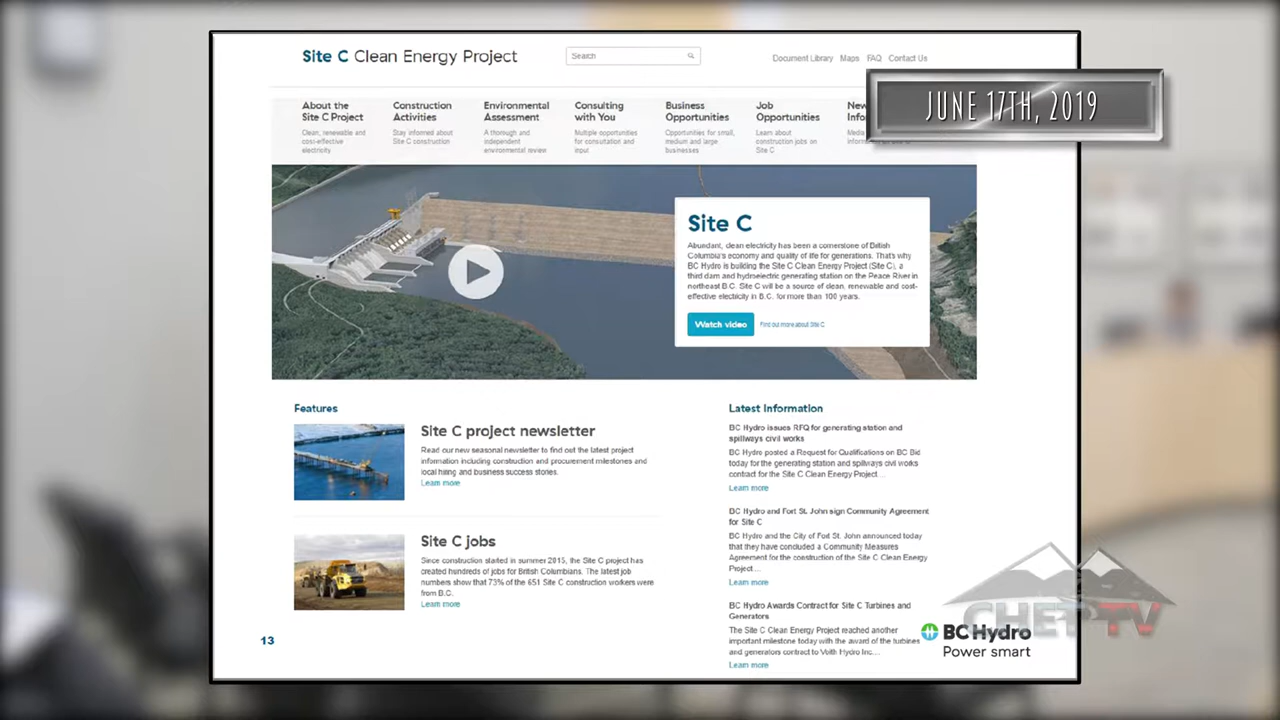 Site C Clean Energy Project
Search
Document Library Maps FAQ Contact Us
JUNE 17TH, 2019
About the
Site C Project
Clean, renewable and
cost-effective
electricity
Construction
Activities
Stay informed about
Site C construction
Environmental
Assessment
A thorough and
independent
environmental review
Consulting
with You
Multiple opportunities
for consultation and
input
Business
Opportunities
Opportunities for small,
medium and large
businesses
Job
Opportunities
Learn about
construction jobs on
Site C
Site C
Abundant, clean electricity has been a cornerstone of British
Columbia's economy and quality of life for generations. That's why
BC Hydro is building the Site C Clean Energy Project (Site C), a
third dam and hydroelectric generating station on the Peace River in
northeast B.C. Site C will be a source of clean, renewable and cost-
effective electricity in B.C. for more than 100 years.
Watch video Find out more about Site C
Features
Site C project newsletter
Read our new seasonal newsletter to find out the latest project
information including construction and procurement milestones and
local hiring and business success stories.
Learn more
Site C jobs
Since construction started in summer 2015, the Site C project has
created hundreds of jobs for British Columbians. The latest job
numbers show that 73% of the 651 Site C construction workers were
from B.C.
Learn more
Latest Information
BC Hydro issues RFQ for generating station and
spillways civil works
BC Hydro posted a Request for Qualifications on BC Bid
today for the generating station and spillways civil works
contract for the Site C Clean Energy Project...
Learn more
BC Hydro and Fort St. John sign Community Agreement
for Site C
BC Hydro and the City of Fort St. John announced today
that they have concluded a Community Measures
Agreement for the construction of the Site C Clean Energy
Project...
Learn more
BC Hydro Awards Contract for Site C Turbines and
Generators
The Site C Clean Energy Project reached another
important milestone today with the award of the turbines
and generators contract to Voith Hydro Inc...
Learn more
13
CHET TV
BC Hydro
Power smart